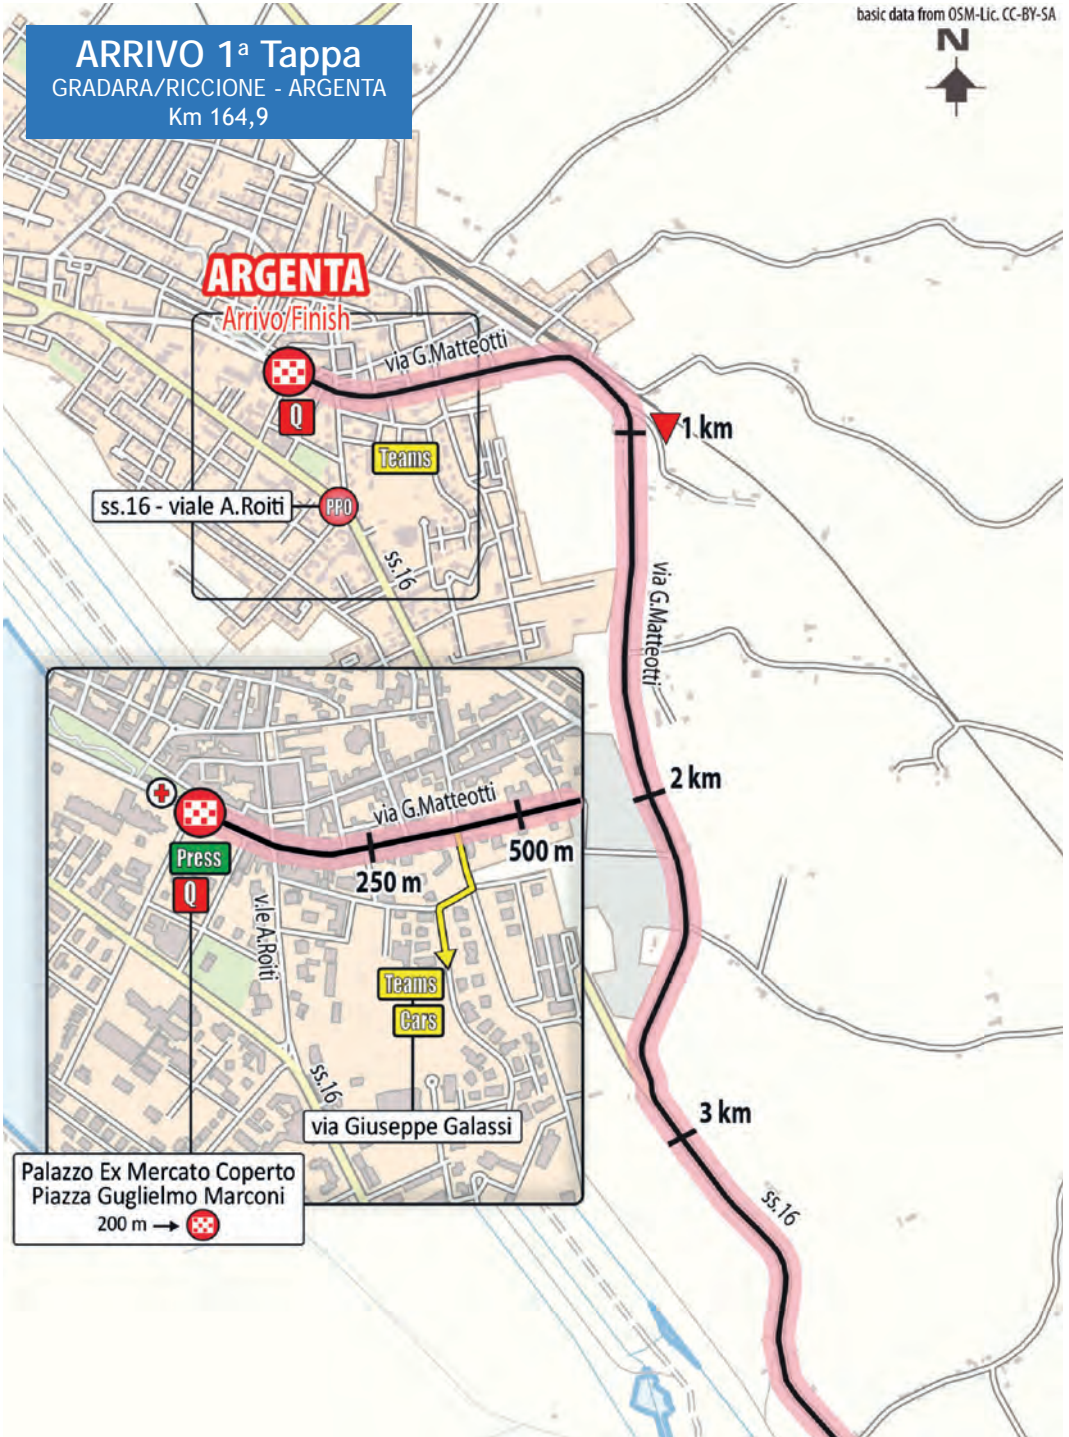 basic data from OSM-Lic. CC-BY-SA
N
ARRIVO 1ª Tappa
GRADARA/RICCIONE - ARGENTA
Km 164,9
ARGENTA
Arrivo/Finish
via G.Matteotti
Q
1 km
Teams
ss.16 - viale A.Roiti
PPO
ss.16
via G.Matteotti
2 km
via G.Matteotti
500 m
250 m
Press
Q
v.le A.Roiti
Teams
Cars
ss.16
via Giuseppe Galassi
3 km
Palazzo Ex Mercato Coperto
Piazza Guglielmo Marconi
200 m →
ss.16